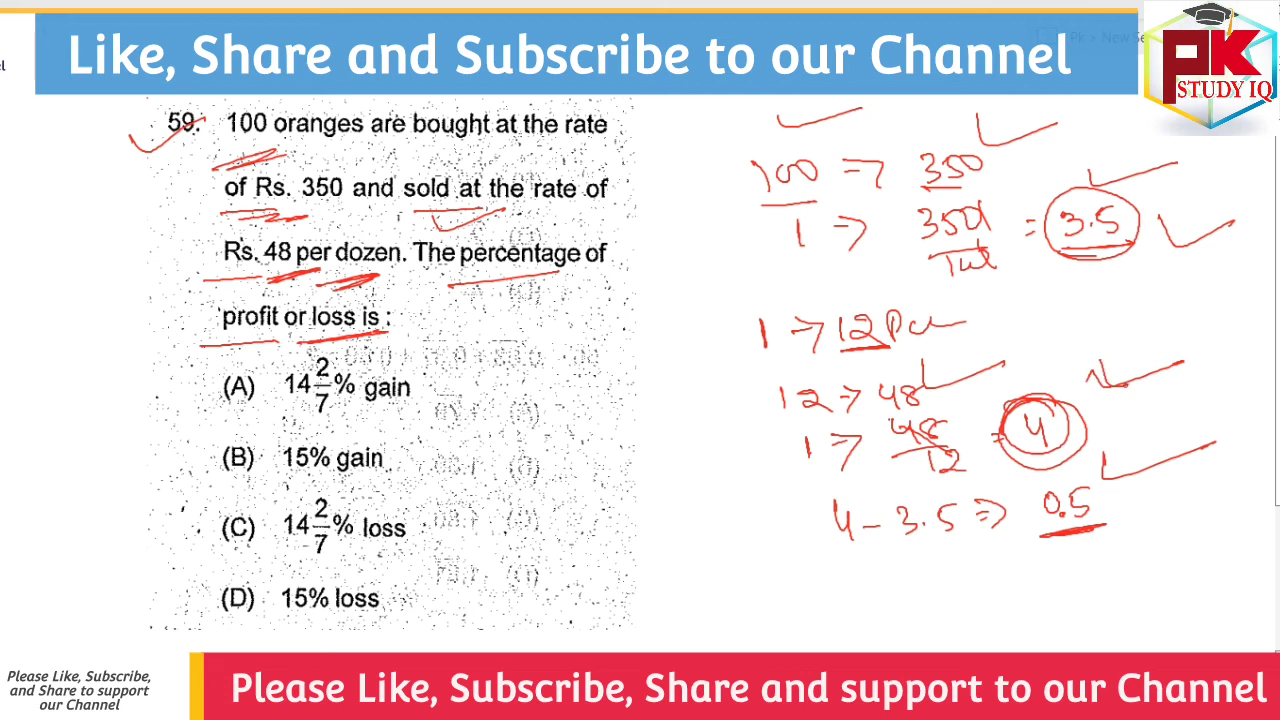 Like, Share and Subscribe to our Channel
PK
STUDY IQ
59. 100 oranges are bought at the rate
of Rs. 350 and sold at the rate of
Rs. 48 per dozen. The percentage of
profit or loss is :
(A) 14 2/7 % gain
(B) 15% gain
(C) 14 2/7 % loss
(D) 15% loss
100 => 350
1 => 350/100 = 3.5
1 => 12
12 => 48
1 => 48/12 = 4
4 - 3.5 => 0.5
Please Like, Subscribe,
and Share to support
our Channel
Please Like, Subscribe, Share and support to our Channel